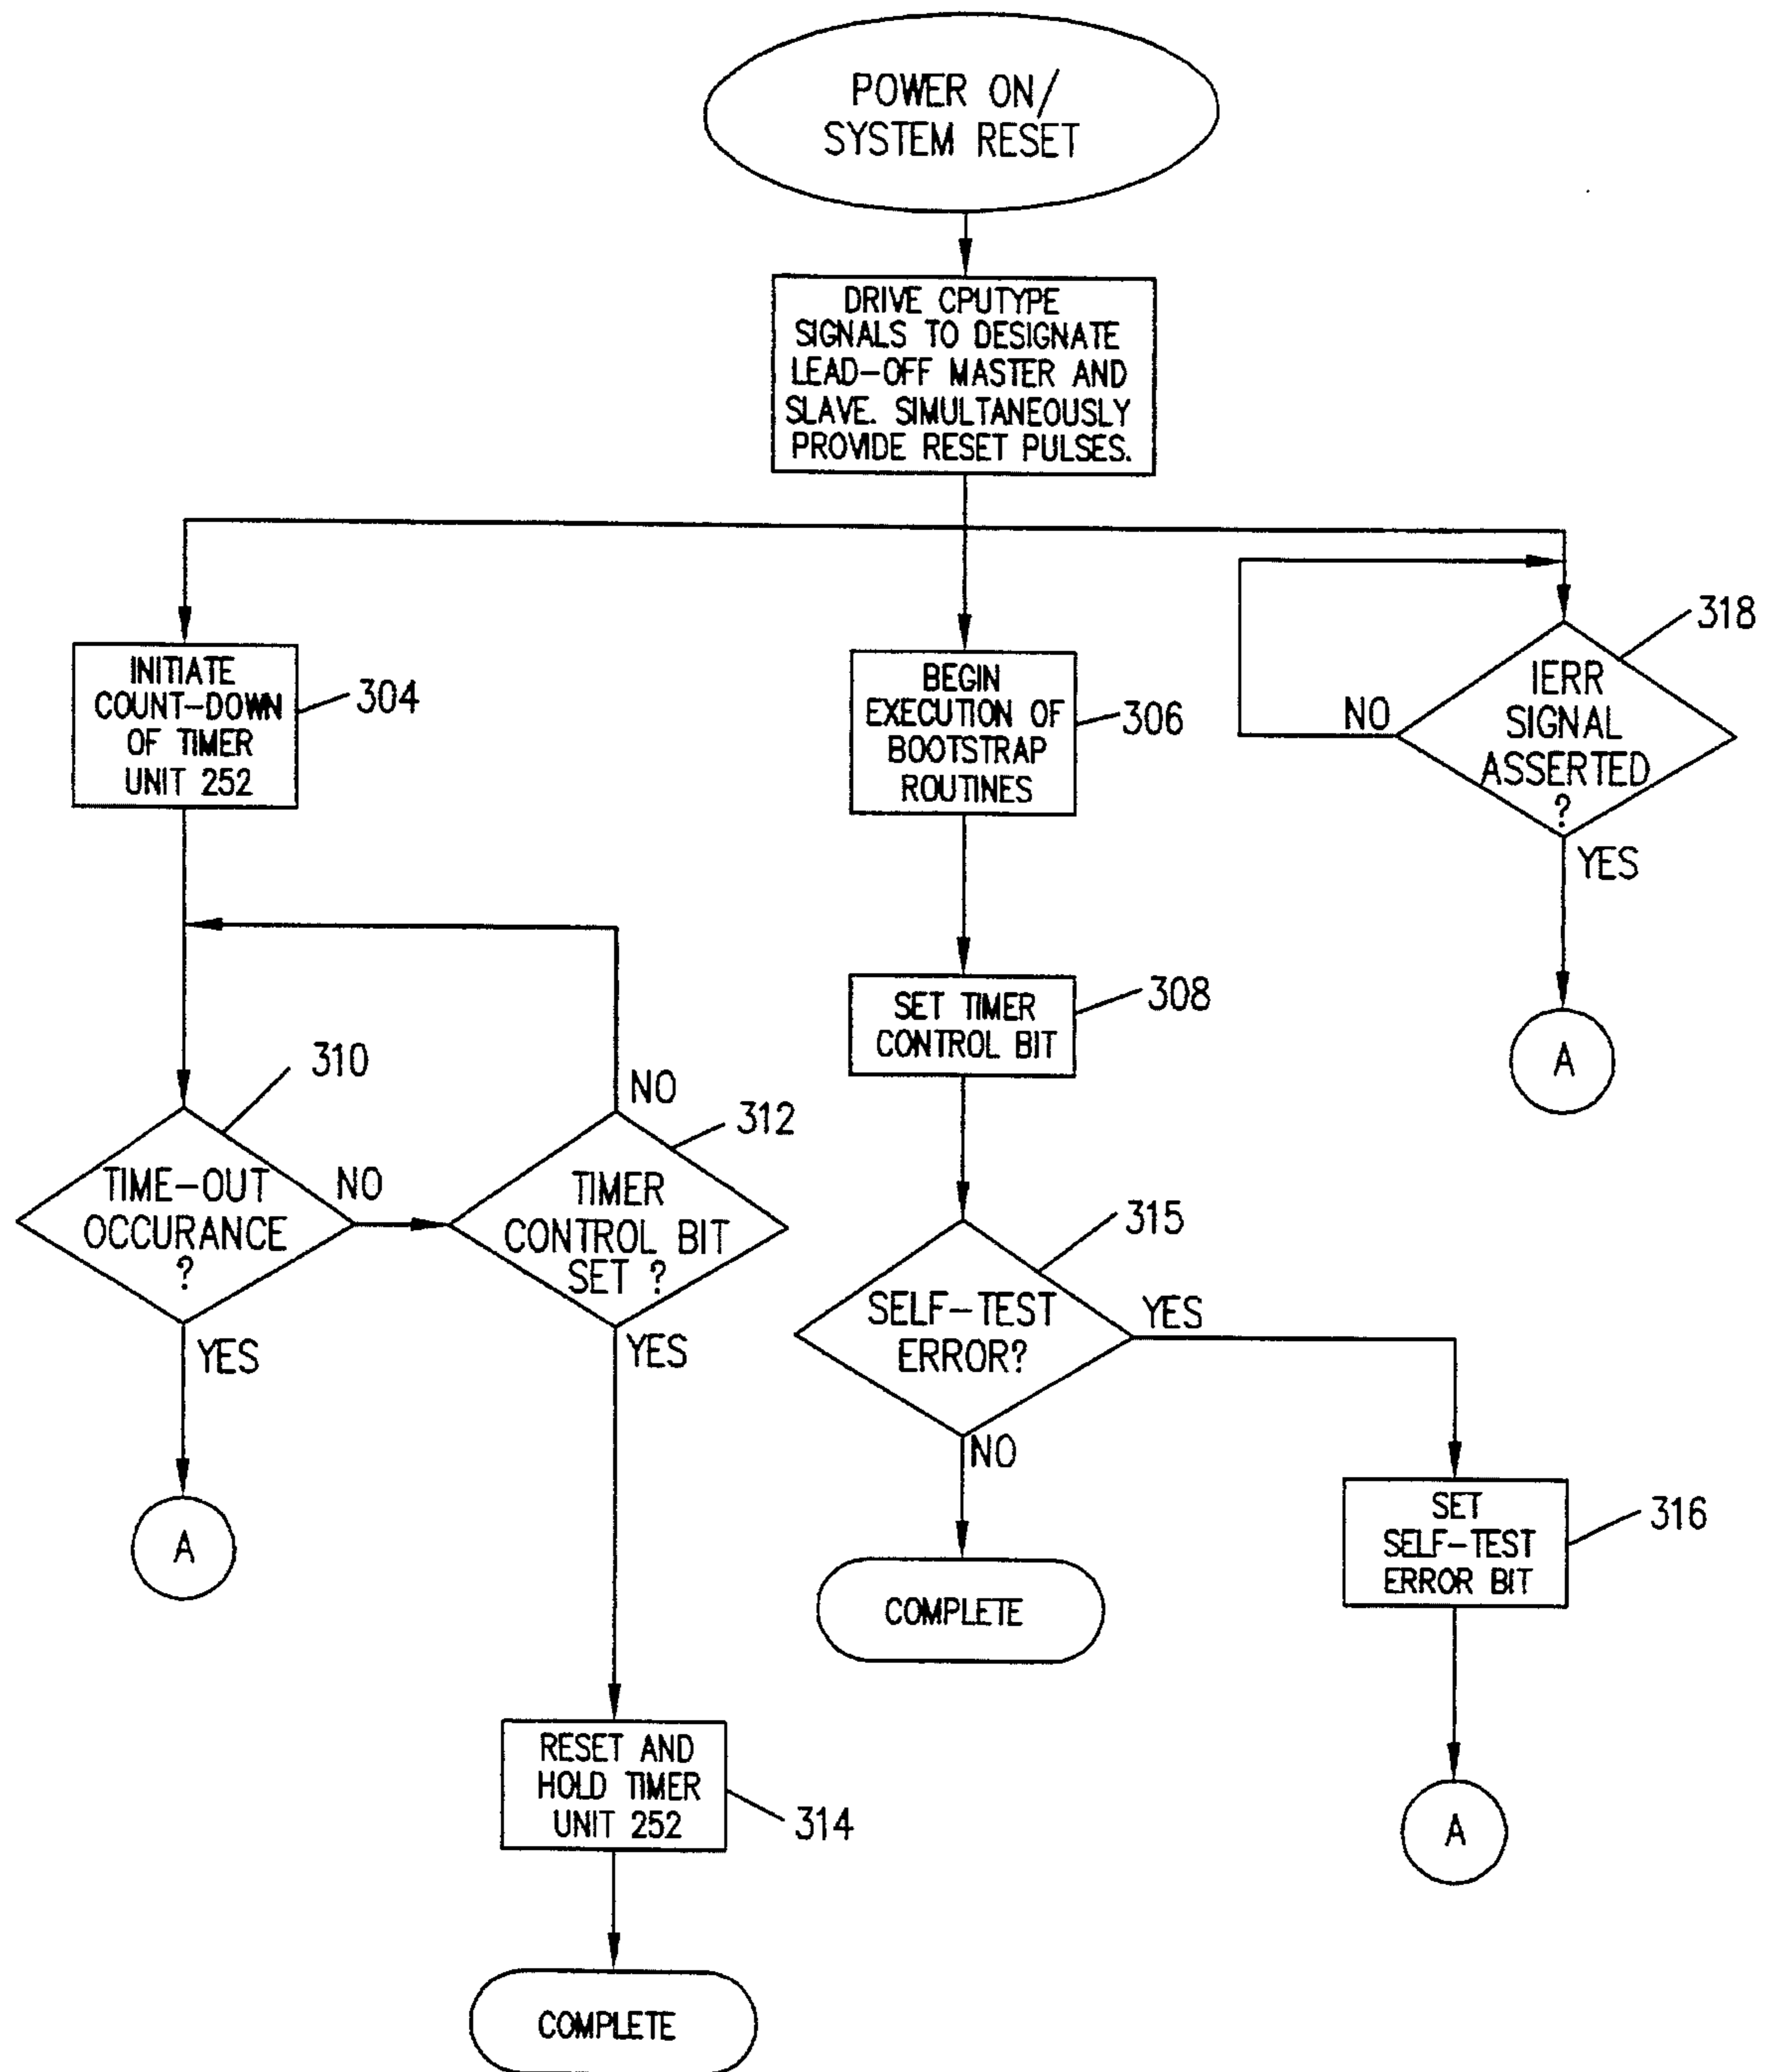 POWER ON/
SYSTEM RESET
DRIVE CPUTYPE
SIGNALS TO DESIGNATE
LEAD-OFF MASTER AND
SLAVE. SIMULTANEOUSLY
PROVIDE RESET PULSES.
INITIATE
COUNT-DOWN
OF TIMER
UNIT 252
304
BEGIN
EXECUTION OF
BOOTSTRAP
ROUTINES
306
318
IERR
SIGNAL
ASSERTED
?
NO
YES
A
SET TIMER
CONTROL BIT
308
310
TIME-OUT
OCCURANCE
?
NO
YES
A
312
NO
TIMER
CONTROL BIT
SET ?
YES
315
SELF-TEST
ERROR?
YES
NO
COMPLETE
SET
SELF-TEST
ERROR BIT
316
A
RESET AND
HOLD TIMER
UNIT 252
314
COMPLETE